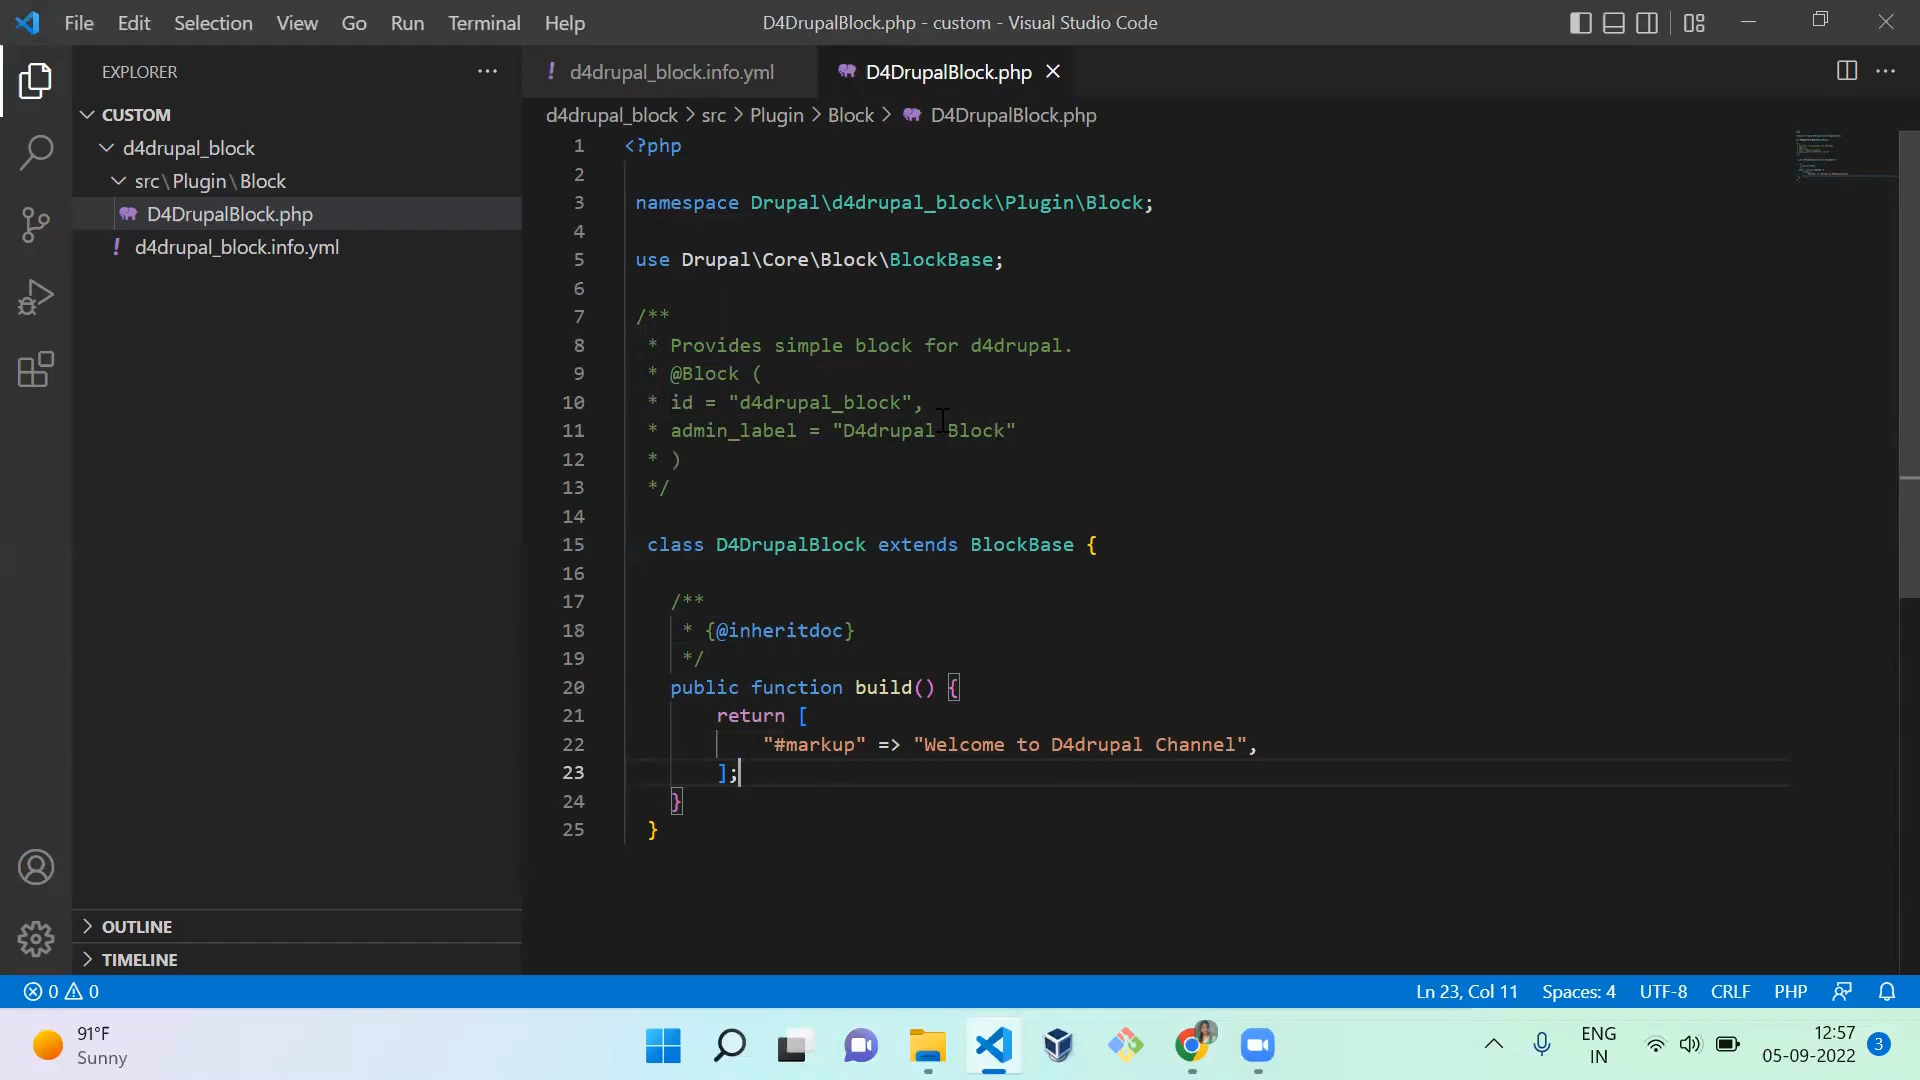 File Edit Selection View Go Run Terminal Help D4DrupalBlock.php - custom - Visual Studio Code
EXPLORER
CUSTOM
d4drupal_block
src\Plugin\Block
D4DrupalBlock.php
! d4drupal_block.info.yml
OUTLINE
TIMELINE
! d4drupal_block.info.yml D4DrupalBlock.php
d4drupal_block > src > Plugin > Block > D4DrupalBlock.php
1 <?php
2
3 namespace Drupal\d4drupal_block\Plugin\Block;
4
5 use Drupal\Core\Block\BlockBase;
6
7 /**
8 * Provides simple block for d4drupal.
9 * @Block (
10 * id = "d4drupal_block",
11 * admin_label = "D4drupal Block"
12 * )
13 */
14
15 class D4DrupalBlock extends BlockBase {
16
17 /**
18 * {@inheritdoc}
19 */
20 public function build() {
21 return [
22 "#markup" => "Welcome to D4drupal Channel",
23 ];
24 }
25 }
0 0 Ln 23, Col 11 Spaces: 4 UTF-8 CRLF PHP
91°F
Sunny
ENG
IN
12:57
05-09-2022
3